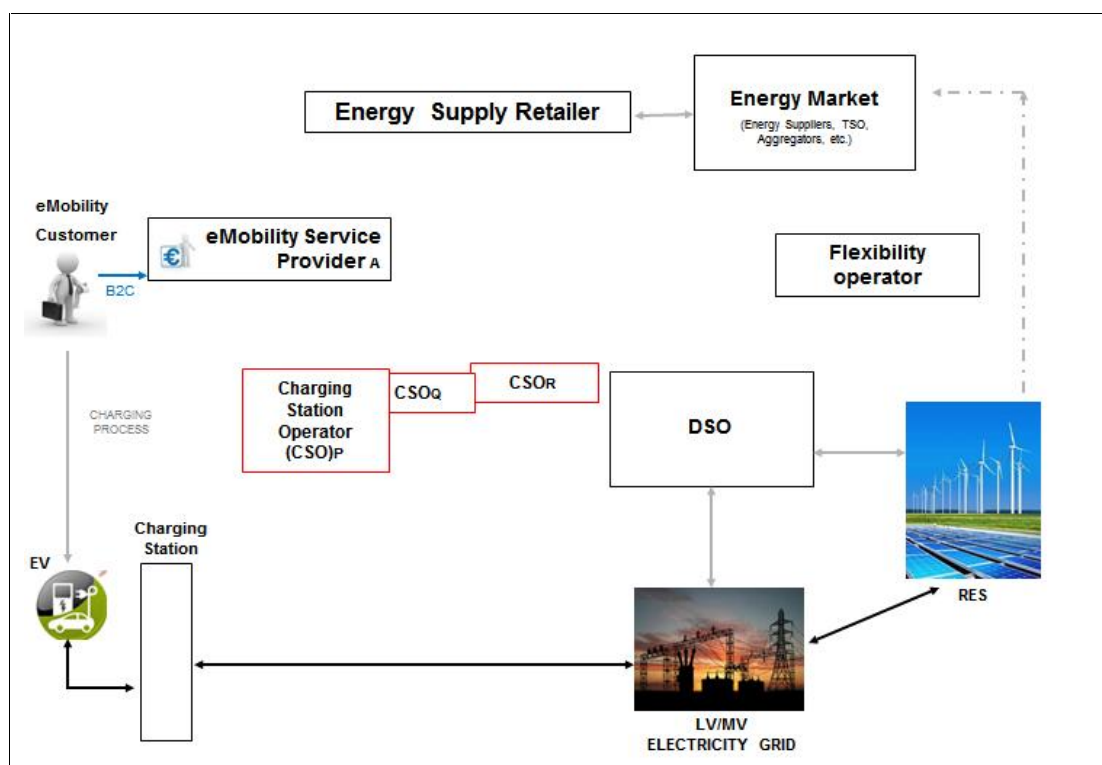 Energy Supply Retailer
Energy Market
(Energy Suppliers, TSO,
Aggregators, etc.)
eMobility
Customer
eMobility Service
Provider A
€
B2C
Flexibility
operator
Charging
Station
Operator
(CSO)P
CSOQ
CSOR
DSO
CHARGING
PROCESS
Charging
Station
EV
RES
LV/MV
ELECTRICITY GRID